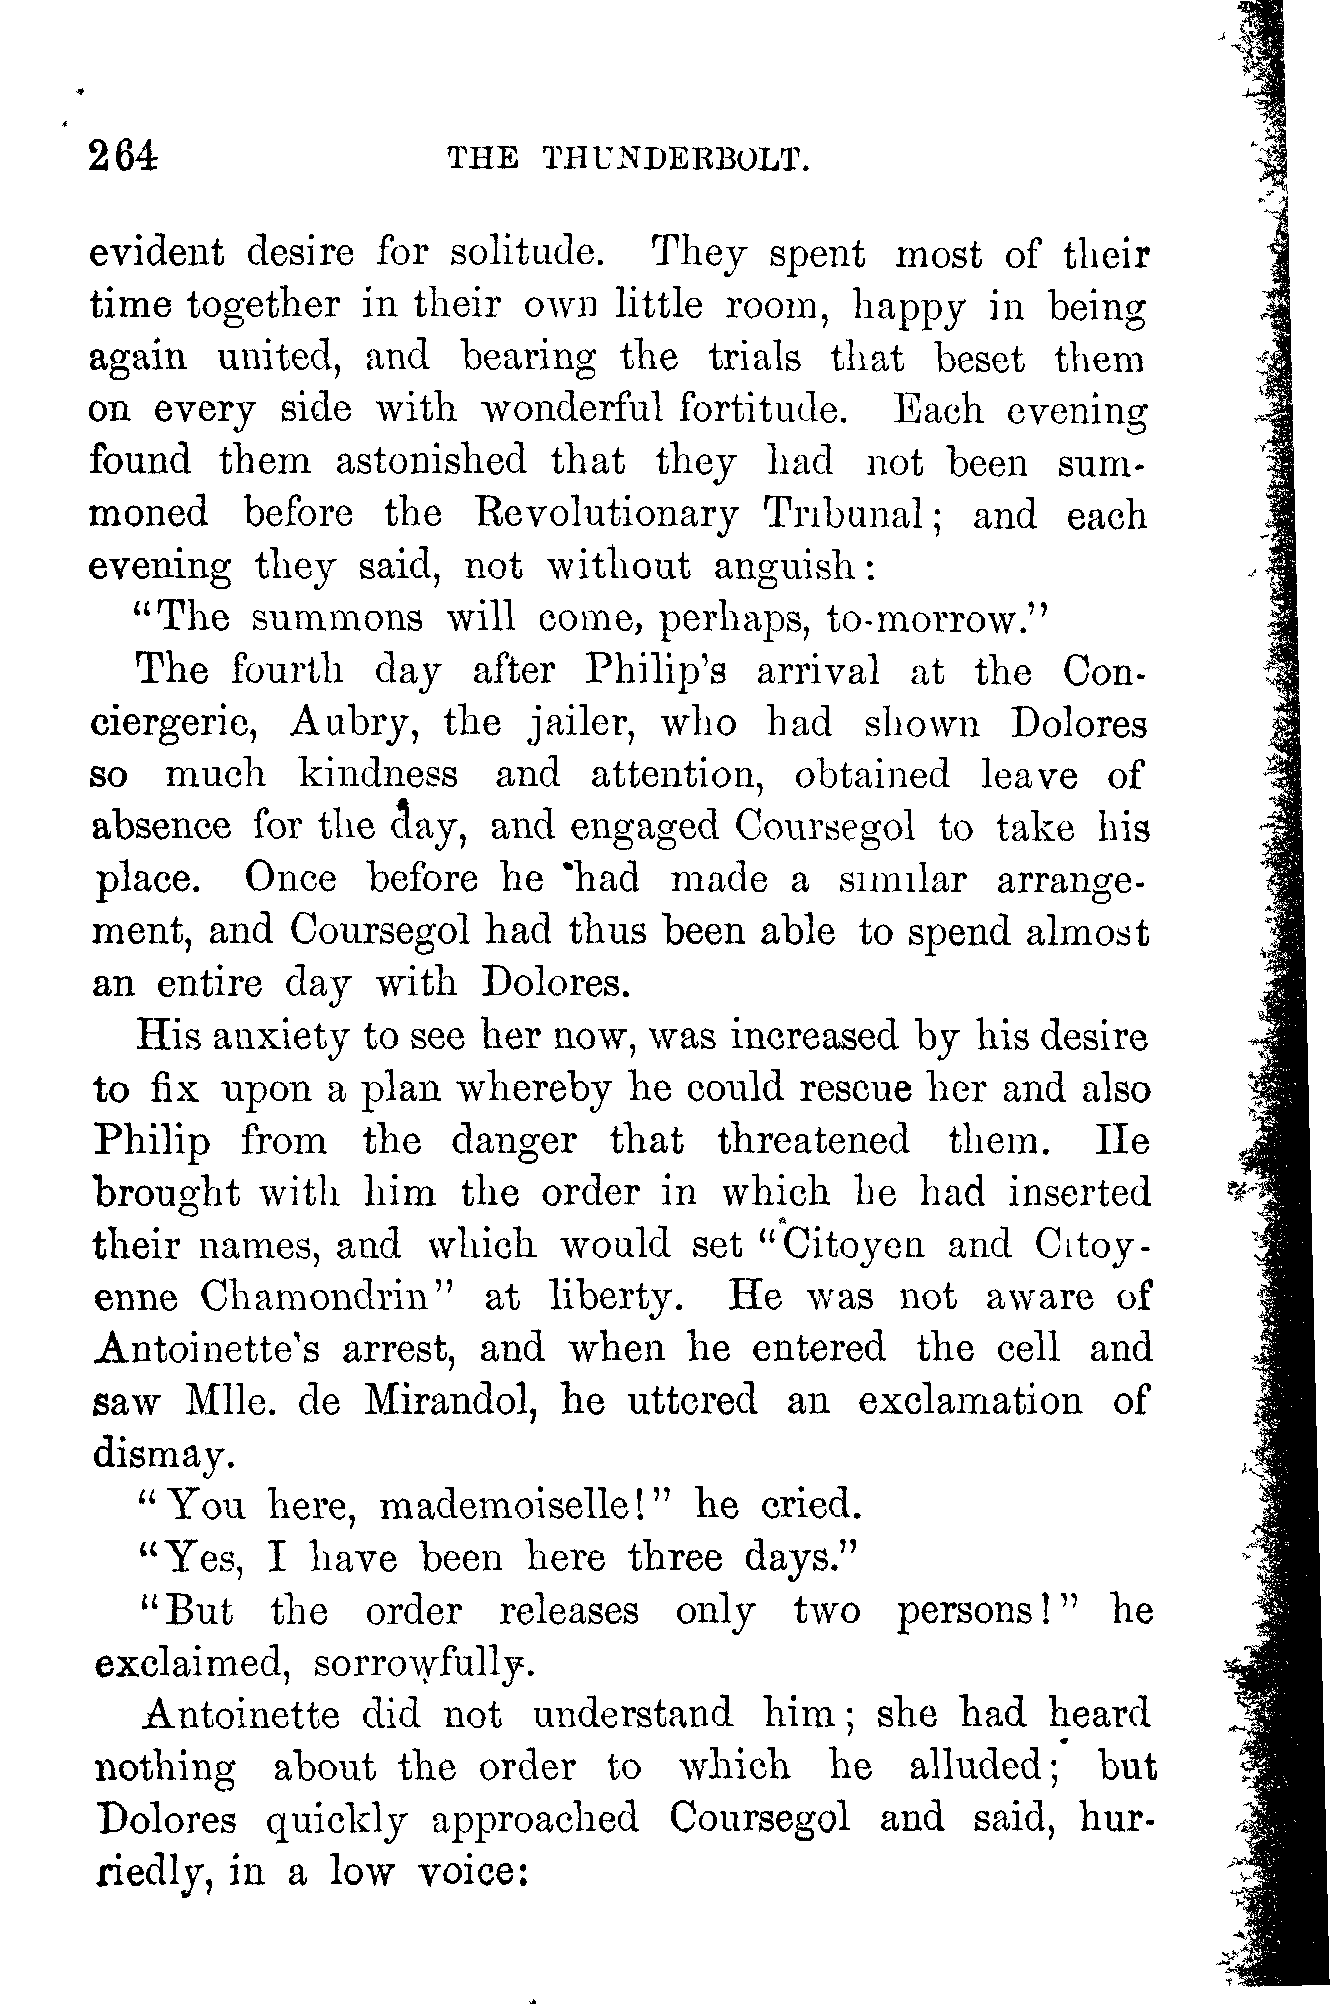 264 THE THUNDERBOLT.
evident desire for solitude. They spent most of their
time together in their own little room, happy in being
again united, and bearing the trials that beset them
on every side with wonderful fortitude. Each evening
found them astonished that they had not been sum-
moned before the Revolutionary Tribunal; and each
evening they said, not without anguish:
"The summons will come, perhaps, to-morrow."
The fourth day after Philip's arrival at the Con-
ciergerie, Aubry, the jailer, who had shown Dolores
so much kindness and attention, obtained leave of
absence for the day, and engaged Coursegol to take his
place. Once before he had made a similar arrange-
ment, and Coursegol had thus been able to spend almost
an entire day with Dolores.
His anxiety to see her now, was increased by his desire
to fix upon a plan whereby he could rescue her and also
Philip from the danger that threatened them. He
brought with him the order in which he had inserted
their names, and which would set "Citoyen and Citoy-
enne Chamondrin" at liberty. He was not aware of
Antoinette's arrest, and when he entered the cell and
saw Mlle. de Mirandol, he uttered an exclamation of
dismay.
"You here, mademoiselle!" he cried.
"Yes, I have been here three days."
"But the order releases only two persons!" he
exclaimed, sorrowfully.
Antoinette did not understand him; she had heard
nothing about the order to which he alluded; but
Dolores quickly approached Coursegol and said, hur-
riedly, in a low voice: